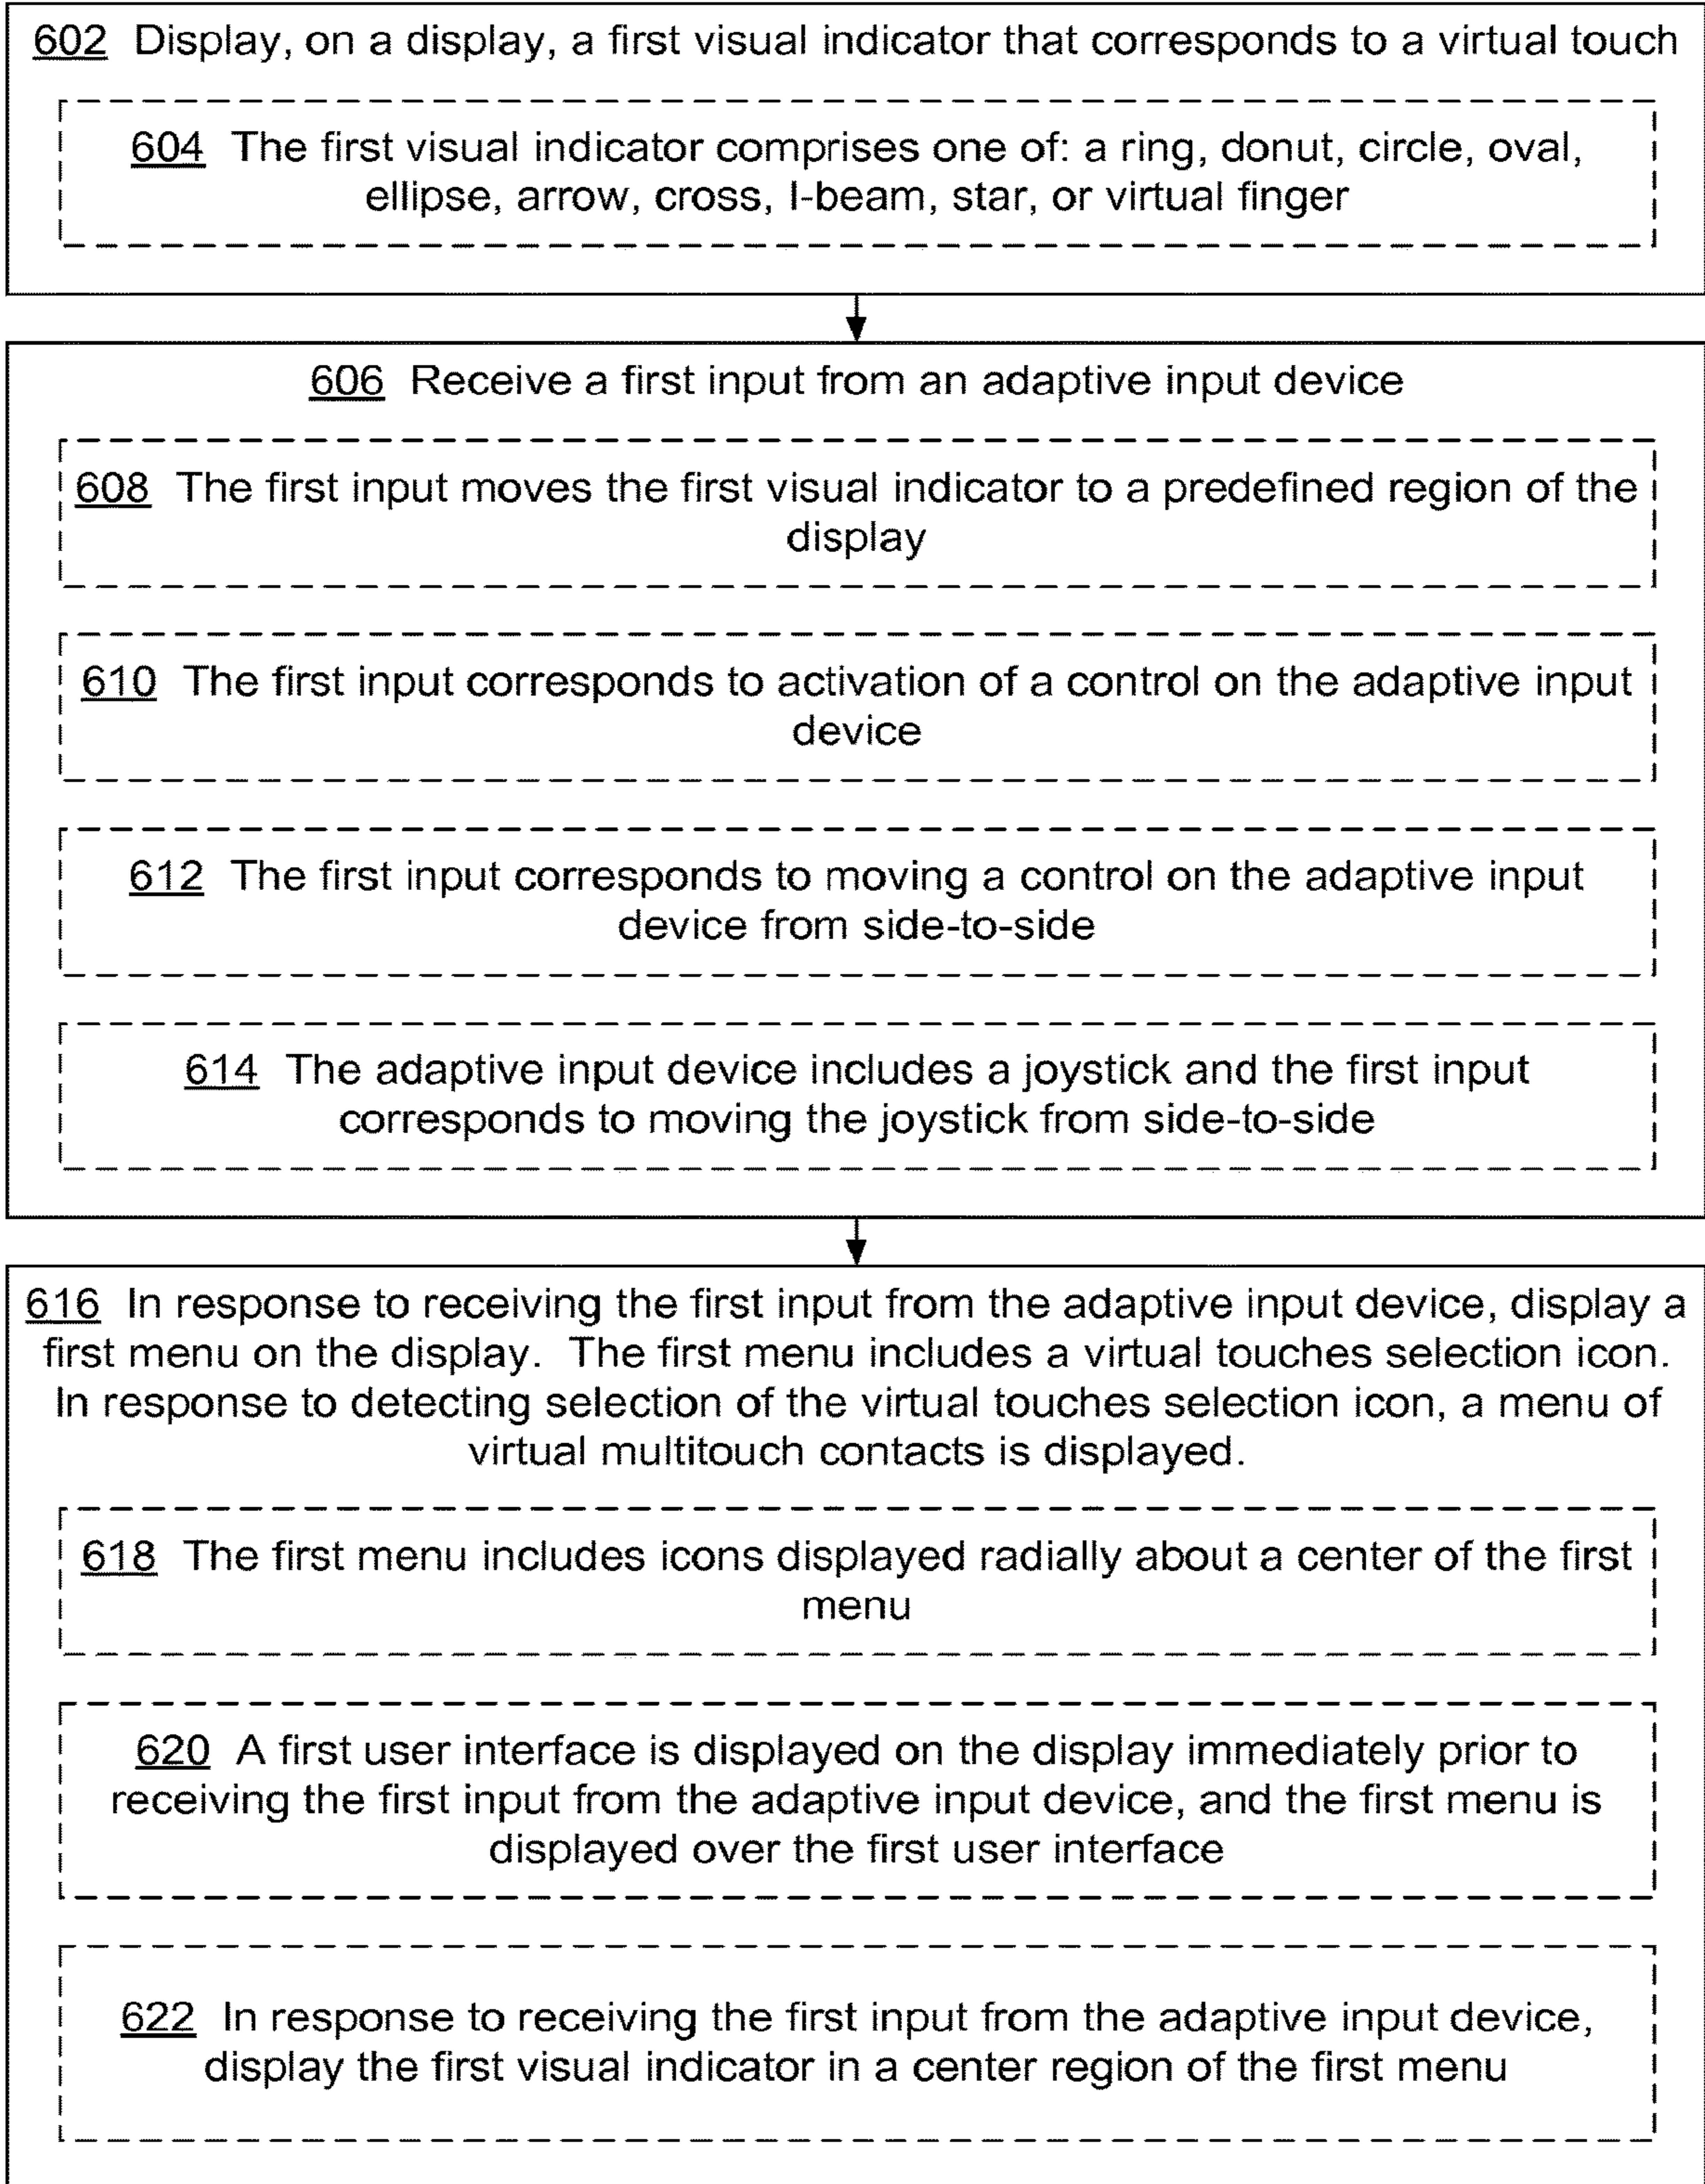 602 Display, on a display, a first visual indicator that corresponds to a virtual touch
604 The first visual indicator comprises one of: a ring, donut, circle, oval,
ellipse, arrow, cross, I-beam, star, or virtual finger
606 Receive a first input from an adaptive input device
608 The first input moves the first visual indicator to a predefined region of the
display
610 The first input corresponds to activation of a control on the adaptive input
device
612 The first input corresponds to moving a control on the adaptive input
device from side-to-side
614 The adaptive input device includes a joystick and the first input
corresponds to moving the joystick from side-to-side
616 In response to receiving the first input from the adaptive input device, display a
first menu on the display. The first menu includes a virtual touches selection icon.
In response to detecting selection of the virtual touches selection icon, a menu of
virtual multitouch contacts is displayed.
618 The first menu includes icons displayed radially about a center of the first
menu
620 A first user interface is displayed on the display immediately prior to
receiving the first input from the adaptive input device, and the first menu is
displayed over the first user interface
622 In response to receiving the first input from the adaptive input device,
display the first visual indicator in a center region of the first menu